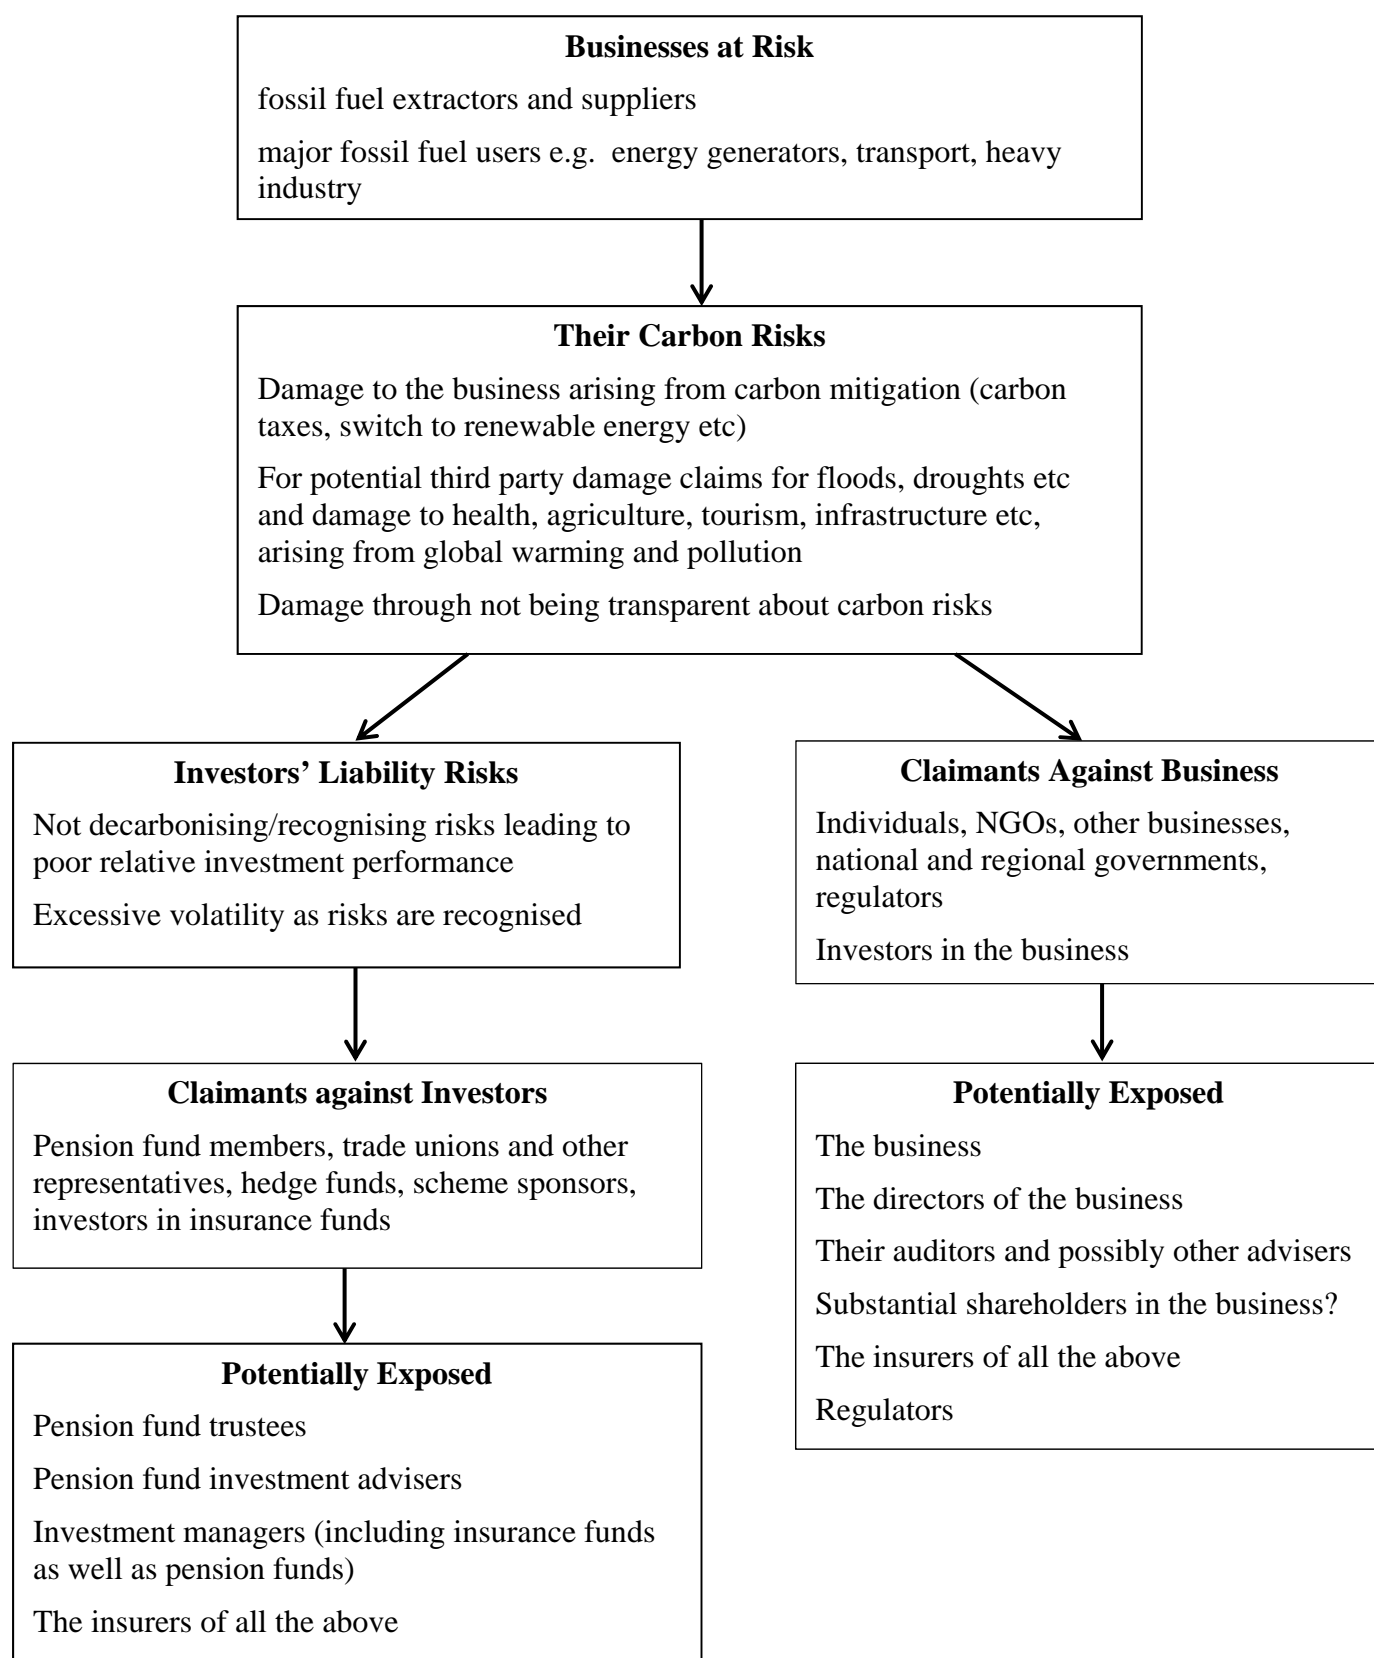 Businesses at Risk
fossil fuel extractors and suppliers
major fossil fuel users e.g.  energy generators, transport, heavy
industry
Their Carbon Risks
Damage to the business arising from carbon mitigation (carbon
taxes, switch to renewable energy etc)
For potential third party damage claims for floods, droughts etc
and damage to health, agriculture, tourism, infrastructure etc,
arising from global warming and pollution
Damage through not being transparent about carbon risks
Investors’ Liability Risks
Not decarbonising/recognising risks leading to
poor relative investment performance
Excessive volatility as risks are recognised
Claimants against Investors
Pension fund members, trade unions and other
representatives, hedge funds, scheme sponsors,
investors in insurance funds
Potentially Exposed
Pension fund trustees
Pension fund investment advisers
Investment managers (including insurance funds
as well as pension funds)
The insurers of all the above
Claimants Against Business
Individuals, NGOs, other businesses,
national and regional governments,
regulators
Investors in the business
Potentially Exposed
The business
The directors of the business
Their auditors and possibly other advisers
Substantial shareholders in the business?
The insurers of all the above
Regulators